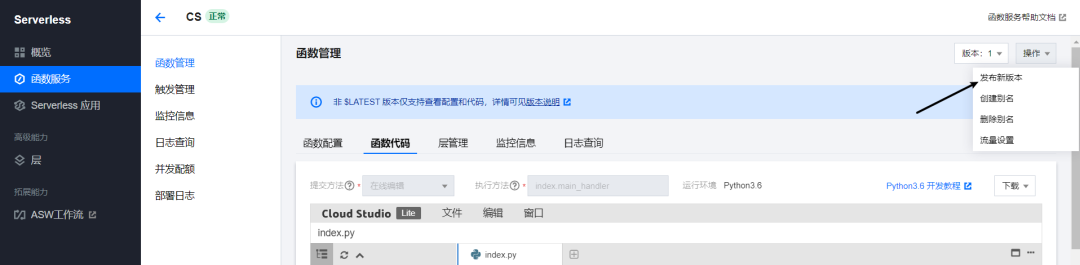 Serverless
CS 正常
函数服务帮助文档
概览
函数服务
Serverless 应用
高级能力
层
拓展能力
ASW工作流
函数管理
触发管理
监控信息
日志查询
并发配额
部署日志
函数管理
版本：1
操作
发布新版本
创建别名
删除别名
流量设置
非 $LATEST 版本仅支持查看配置和代码，详情可见版本说明
函数配置 函数代码 层管理 监控信息 日志查询
提交方法 * 在线编辑 执行方法 * index.main_handler 运行环境 Python3.6 Python3.6 开发教程 下载
Cloud Studio Lite 文件 编辑 窗口
index.py
index.py